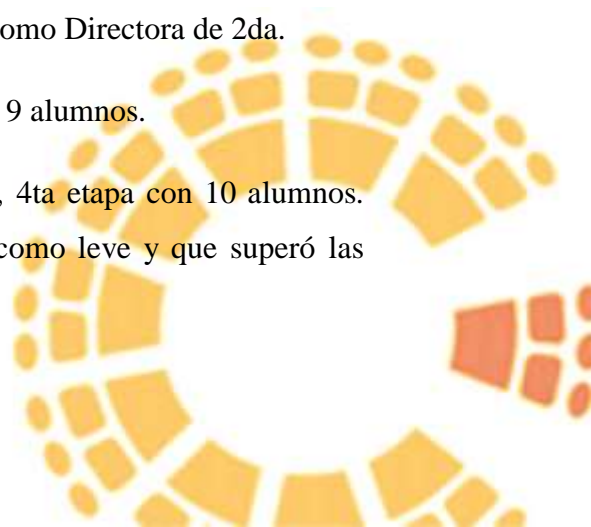 omo Directora de 2da.
9 alumnos.
, 4ta etapa con 10 alumnos.
como leve y que superó las